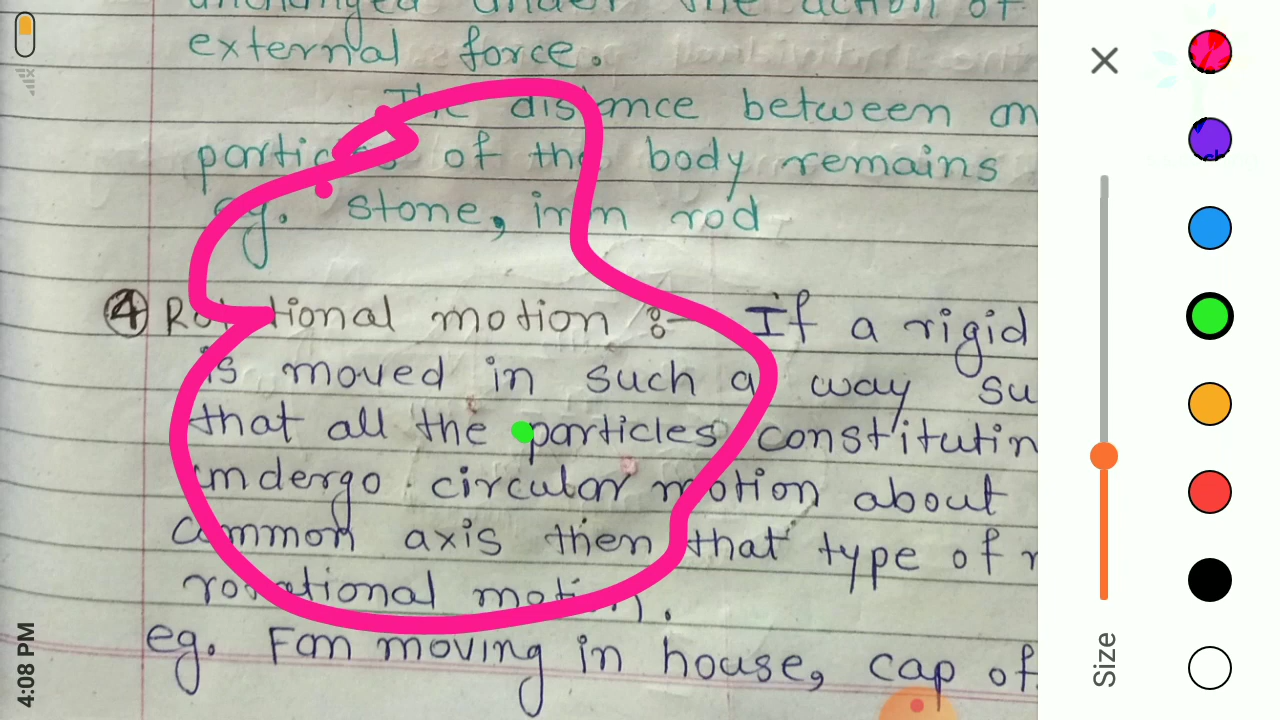 external force.
The distance between
particles of the body remains
eg. stone, iron rod
④ Rotational motion :- If a rigid
is moved in such a way su
that all the particles constitutin
undergo circular motion about
common axis then that type of
rotational motion.
eg. Fan moving in house, cap of
Size
4:08 PM